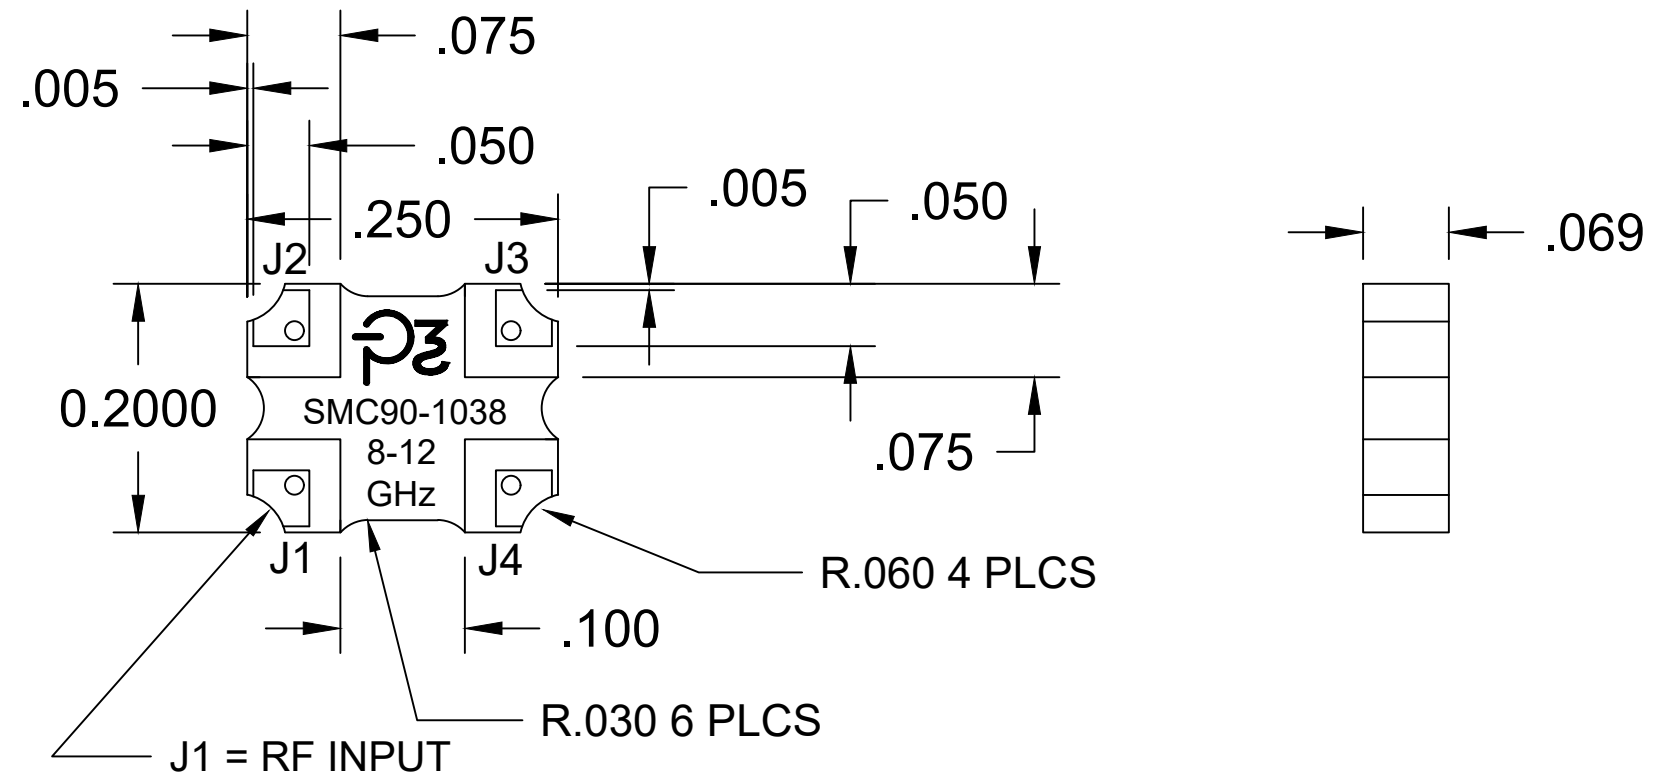 .075
.005
.050
.005
.050
.069
.250
J2
J3
0.2000
SMC90-1038
8-12
GHz
.075
J1
J4
R.060 4 PLCS
.100
R.030 6 PLCS
J1 = RF INPUT